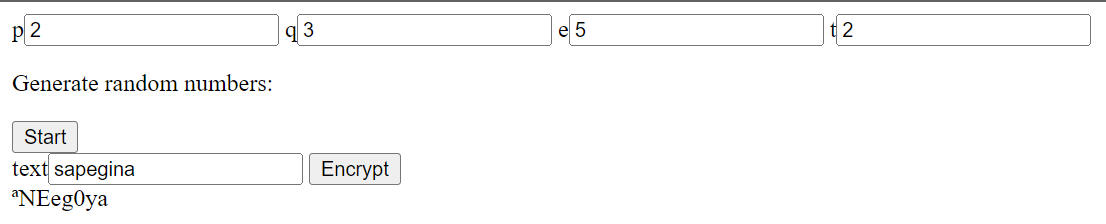 p 2 q 3 e 5 t 2
Generate random numbers:
Start
text sapegina Encrypt
ªNEeg0ya